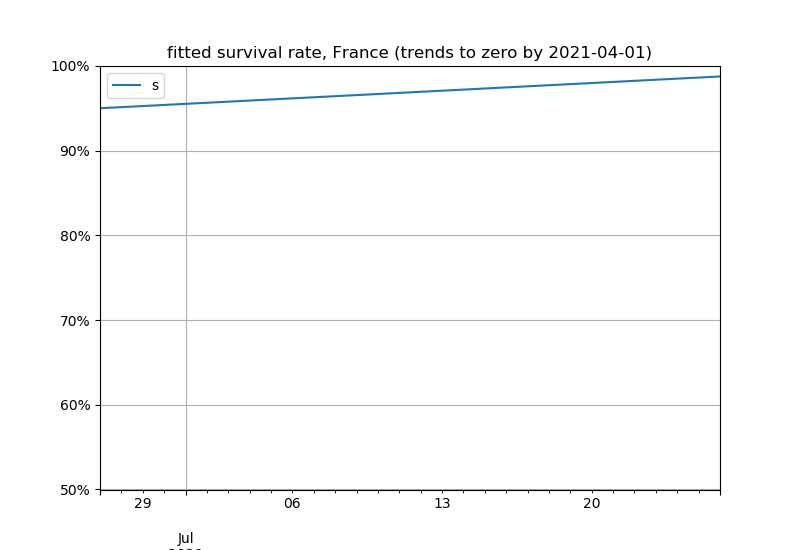 fitted survival rate, France (trends to zero by 2021-04-01)
100%
s
90%
80%
70%
60%
50%
29 06 13 20
Jul